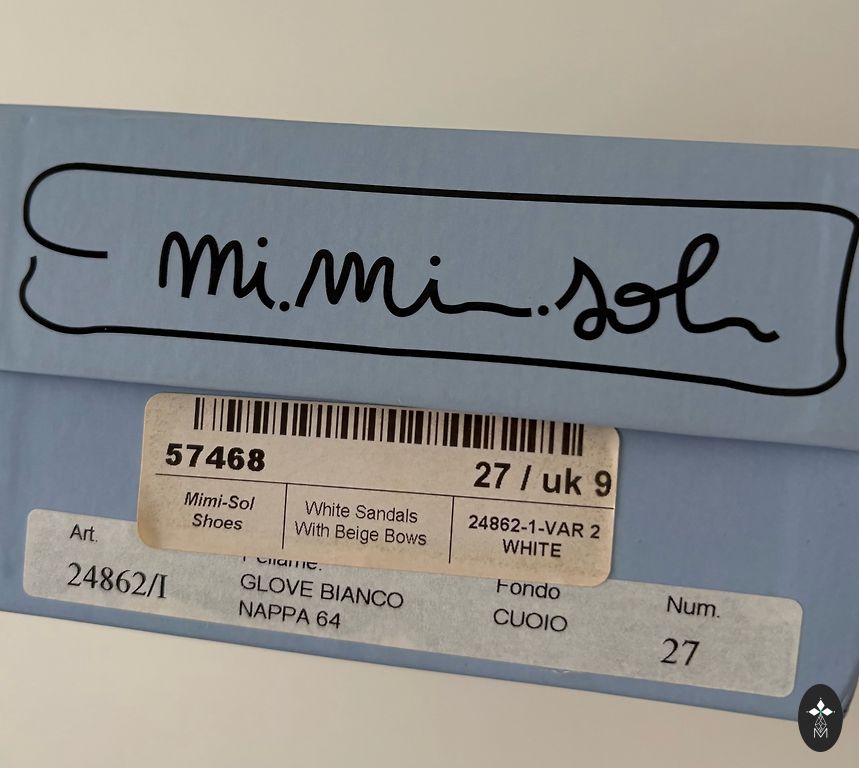 mi.mi.sol
57468
27 / uk 9
Mimi-Sol
Shoes
White Sandals
With Beige Bows
24862-1-VAR 2
WHITE
Art.
24862/I
Pellame:
GLOVE BIANCO
NAPPA 64
Fondo
CUOIO
Num.
27
M